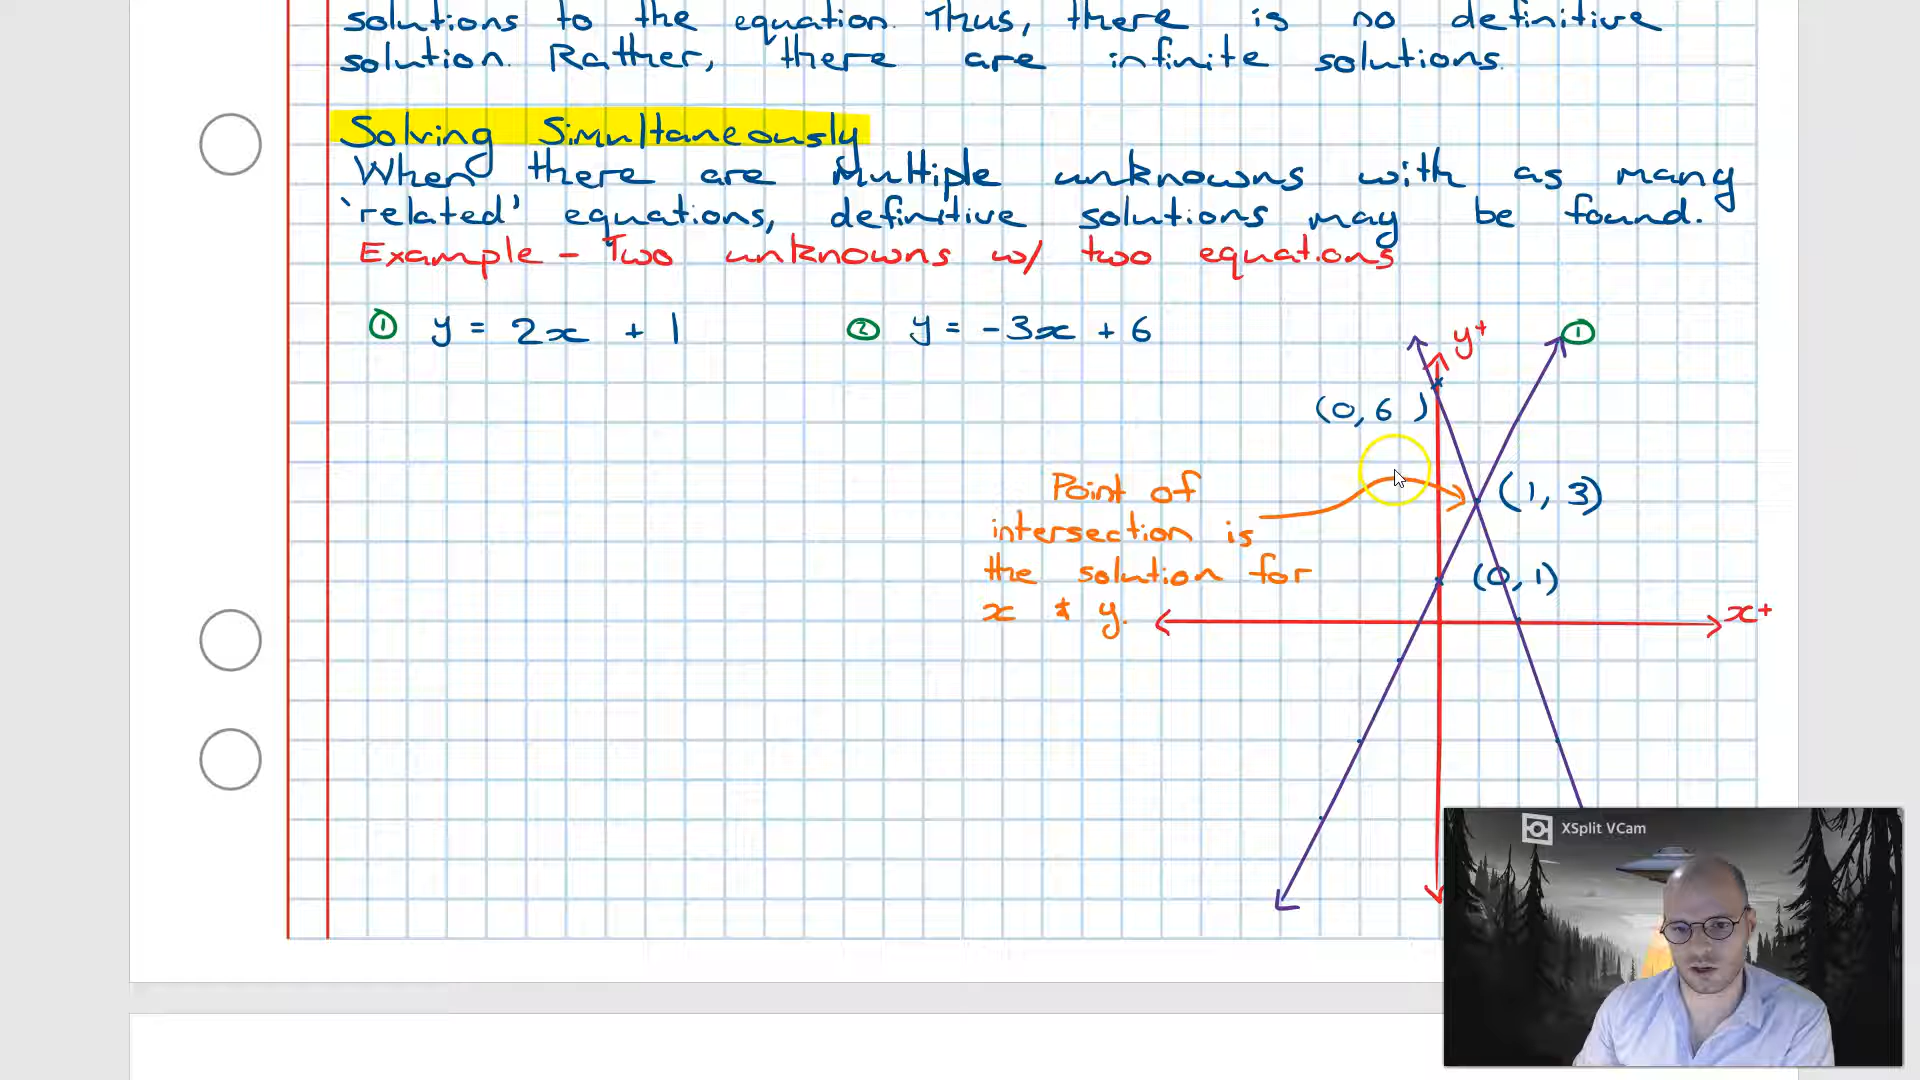 solutions to the equation. Thus, there is no definitive
solution. Rather, there are infinite solutions.
Solving Simultaneously
When there are multiple unknowns with as many
'related' equations, definitive solutions may be found.
Example - Two unknowns w/ two equations
① y = 2x + 1
② y = -3x + 6
y+
①
(0, 6 )
(1, 3)
Point of
intersection is
the solution for
x & y.
(0, 1)
x+
XSplit VCam